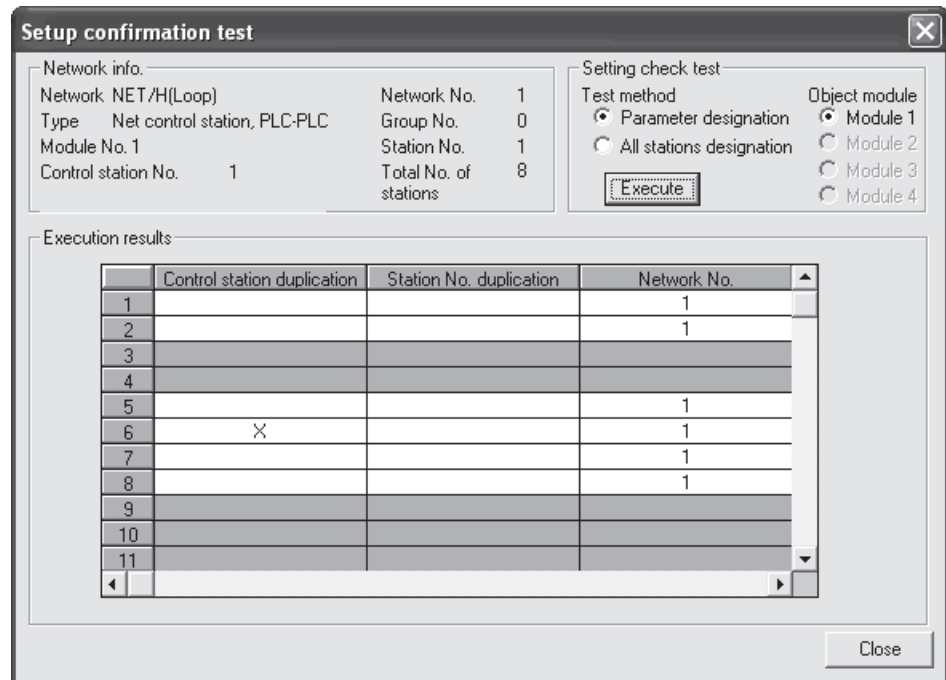 Setup confirmation test
Network info.
Network NET/H(Loop)
Type Net control station, PLC-PLC
Module No. 1
Control station No. 1
Network No. 1
Group No. 0
Station No. 1
Total No. of stations 8
Setting check test
Test method
Parameter designation
All stations designation
Execute
Object module
Module 1
Module 2
Module 3
Module 4
Execution results
Control station duplication Station No. duplication Network No.
1 1
2 1
3
4
5 1
6 X 1
7 1
8 1
9
10
11
Close